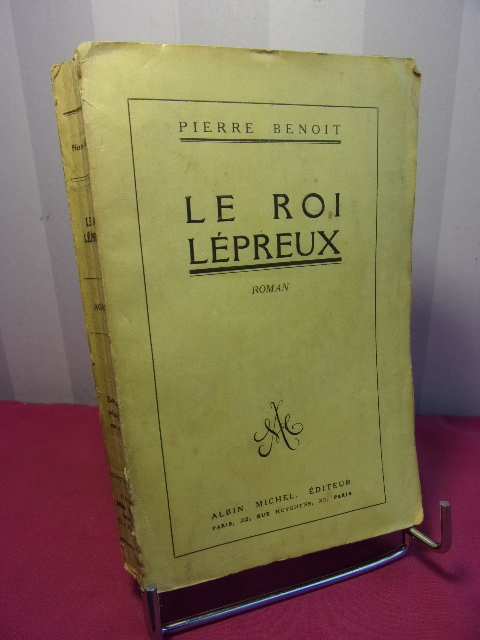 PIERRE BENOIT
LE ROI
LÉPREUX
ROMAN
ALBIN MICHEL, ÉDITEUR
PARIS, 22, RUE HUYGHENS, 22, PARIS